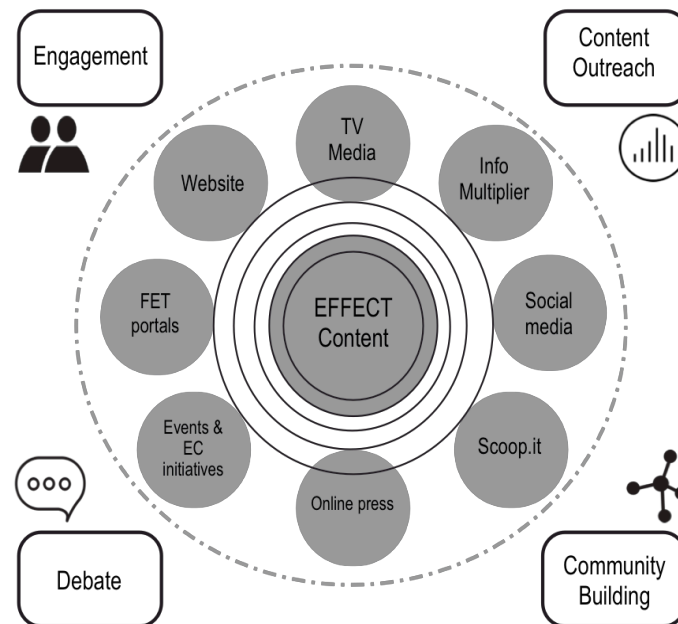 Engagement
Content
Outreach
TV
Media
Info
Multiplier
Website
FET
portals
EFFECT
Content
Social
media
Events &
EC
initiatives
Scoop.it
Online press
Debate
Community
Building